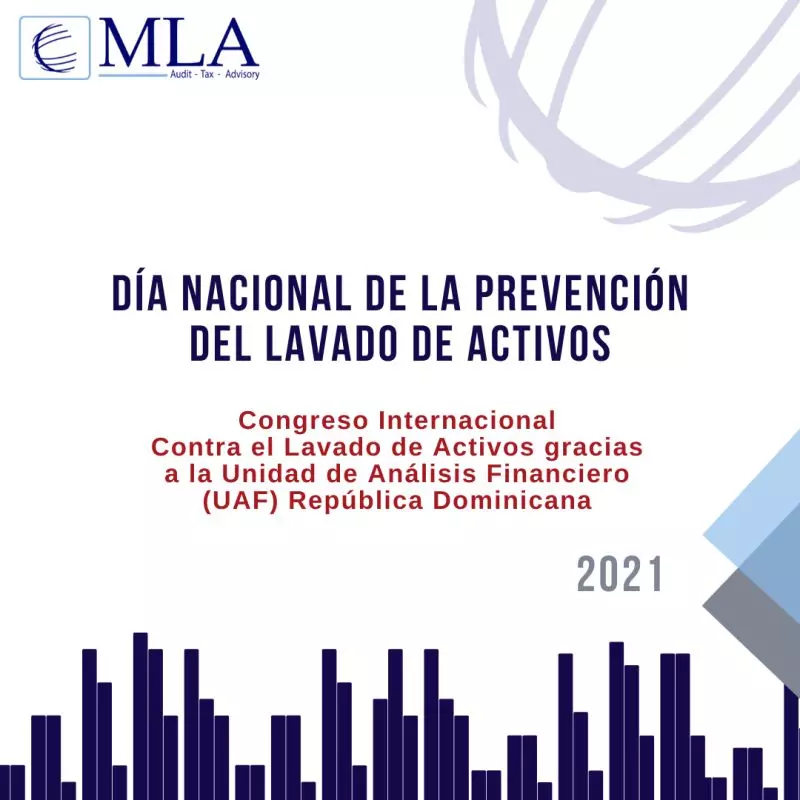 MLA
Audit - Tax - Advisory
DÍA NACIONAL DE LA PREVENCIÓN
DEL LAVADO DE ACTIVOS
Congreso Internacional
Contra el Lavado de Activos gracias
a la Unidad de Análisis Financiero
(UAF) República Dominicana
2021